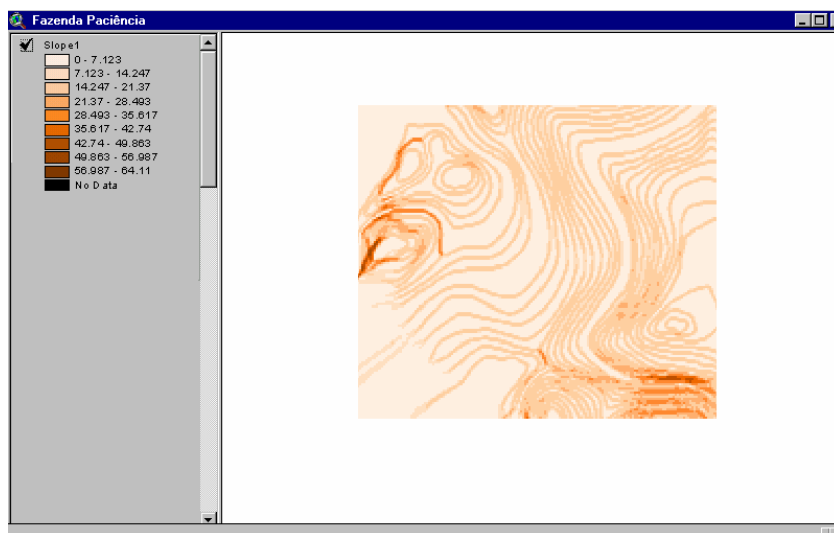 Fazenda Paciência
Slope1
0 - 7.123
7.123 - 14.247
14.247 - 21.37
21.37 - 28.493
28.493 - 35.617
35.617 - 42.74
42.74 - 49.863
49.863 - 56.987
56.987 - 64.11
No Data